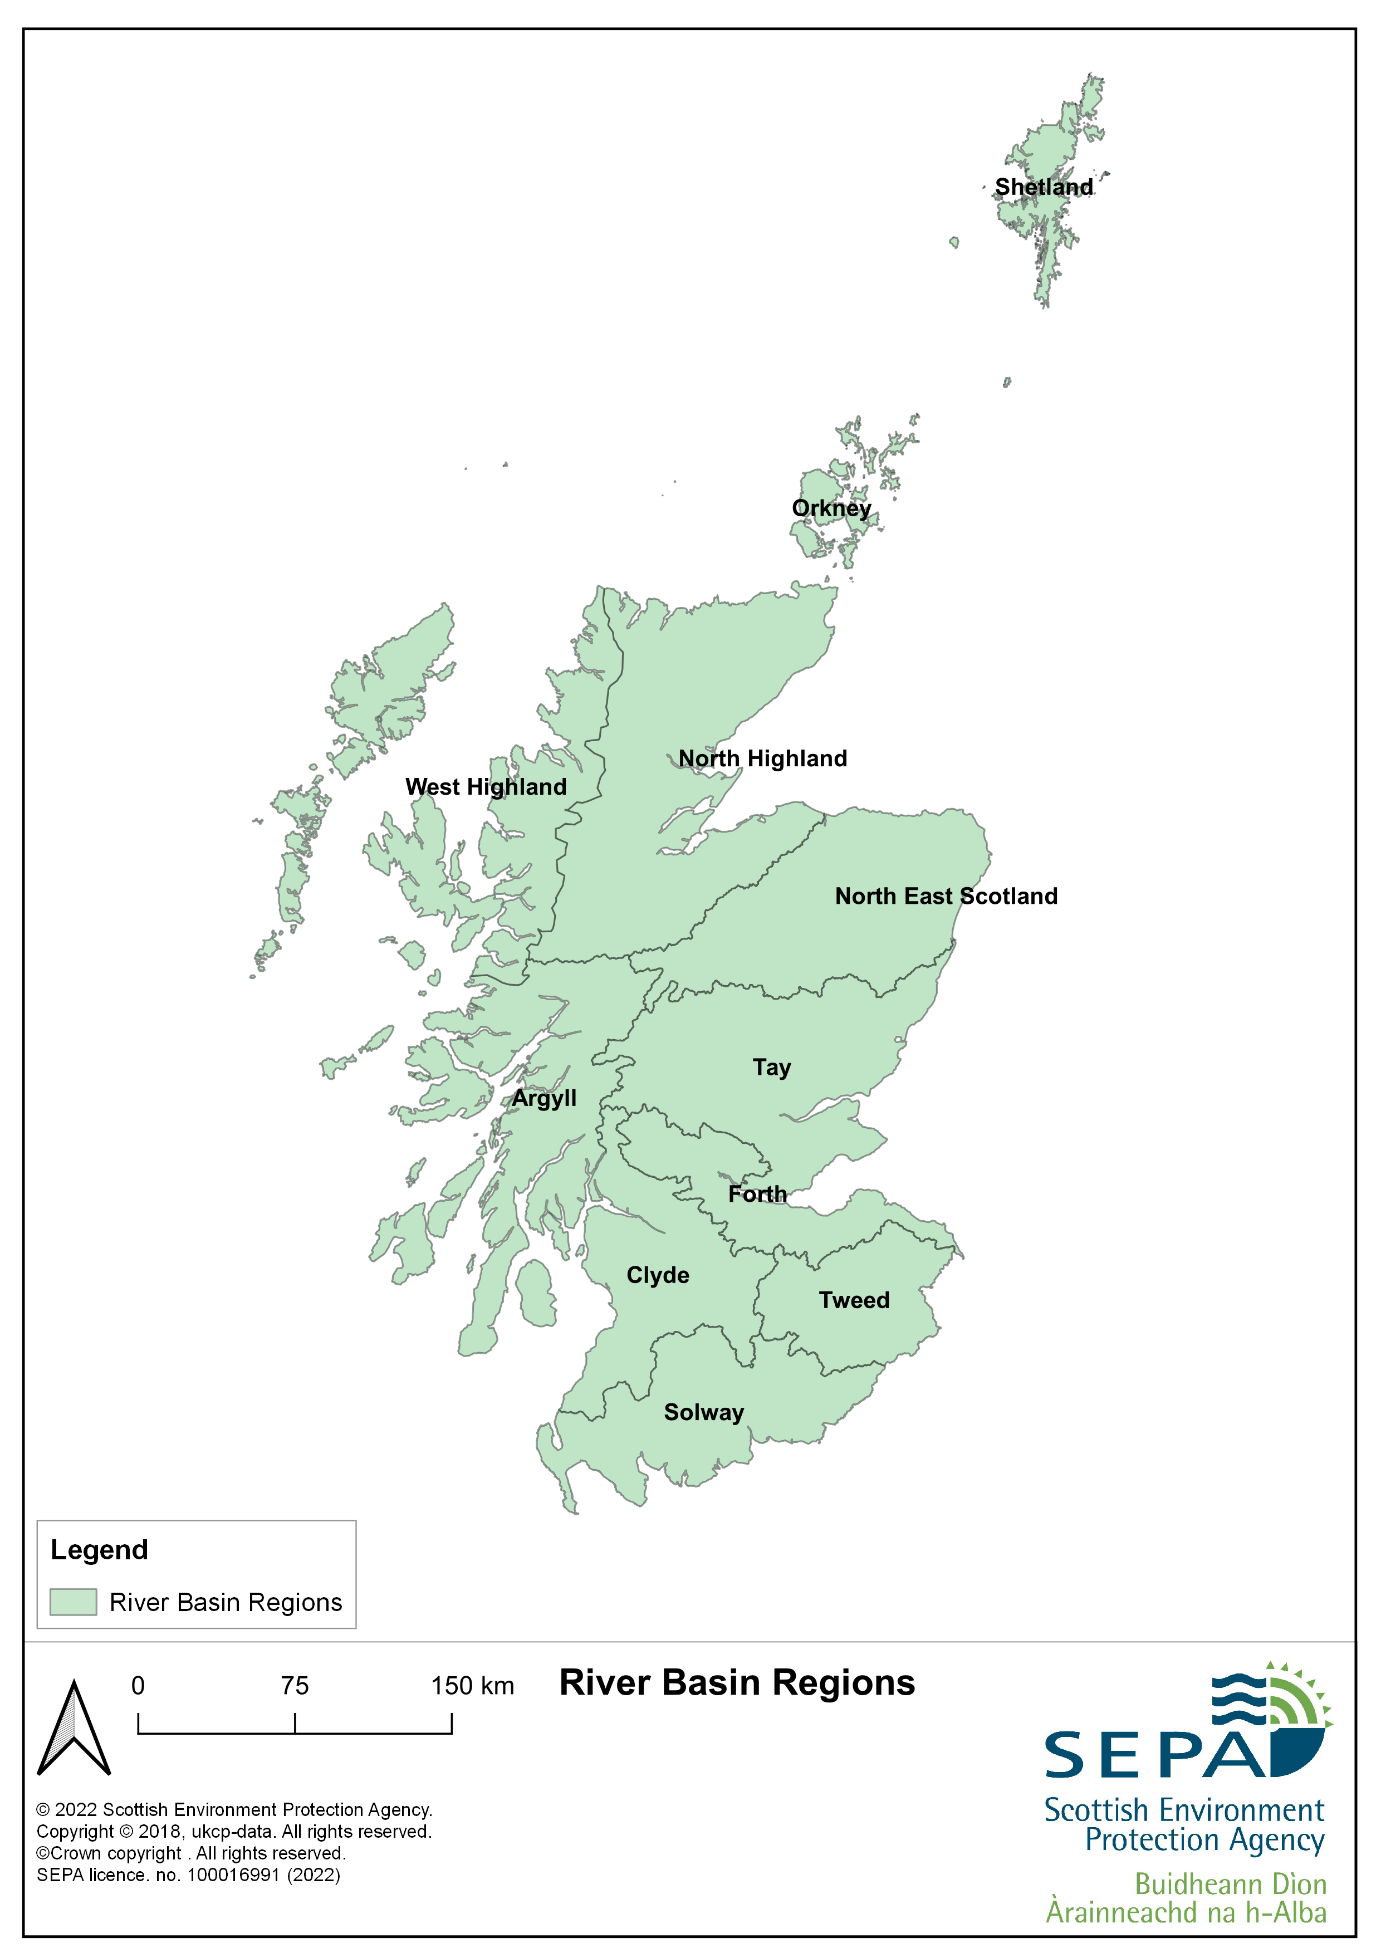 Shetland
Orkney
North Highland
West Highland
North East Scotland
Tay
Argyll
Forth
Clyde
Tweed
Solway
Legend
River Basin Regions
0 75 150 km
River Basin Regions
SEPA
Scottish Environment
Protection Agency
Buidheann Dìon
Àrainneachd na h-Alba
© 2022 Scottish Environment Protection Agency.
Copyright © 2018, ukcp-data. All rights reserved.
©Crown copyright . All rights reserved.
SEPA licence. no. 100016991 (2022)